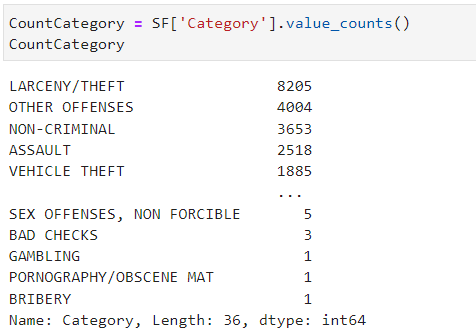 CountCategory = SF['Category'].value_counts()
CountCategory
LARCENY/THEFT 8205
OTHER OFFENSES 4004
NON-CRIMINAL 3653
ASSAULT 2518
VEHICLE THEFT 1885
...
SEX OFFENSES, NON FORCIBLE 5
BAD CHECKS 3
GAMBLING 1
PORNOGRAPHY/OBSCENE MAT 1
BRIBERY 1
Name: Category, Length: 36, dtype: int64